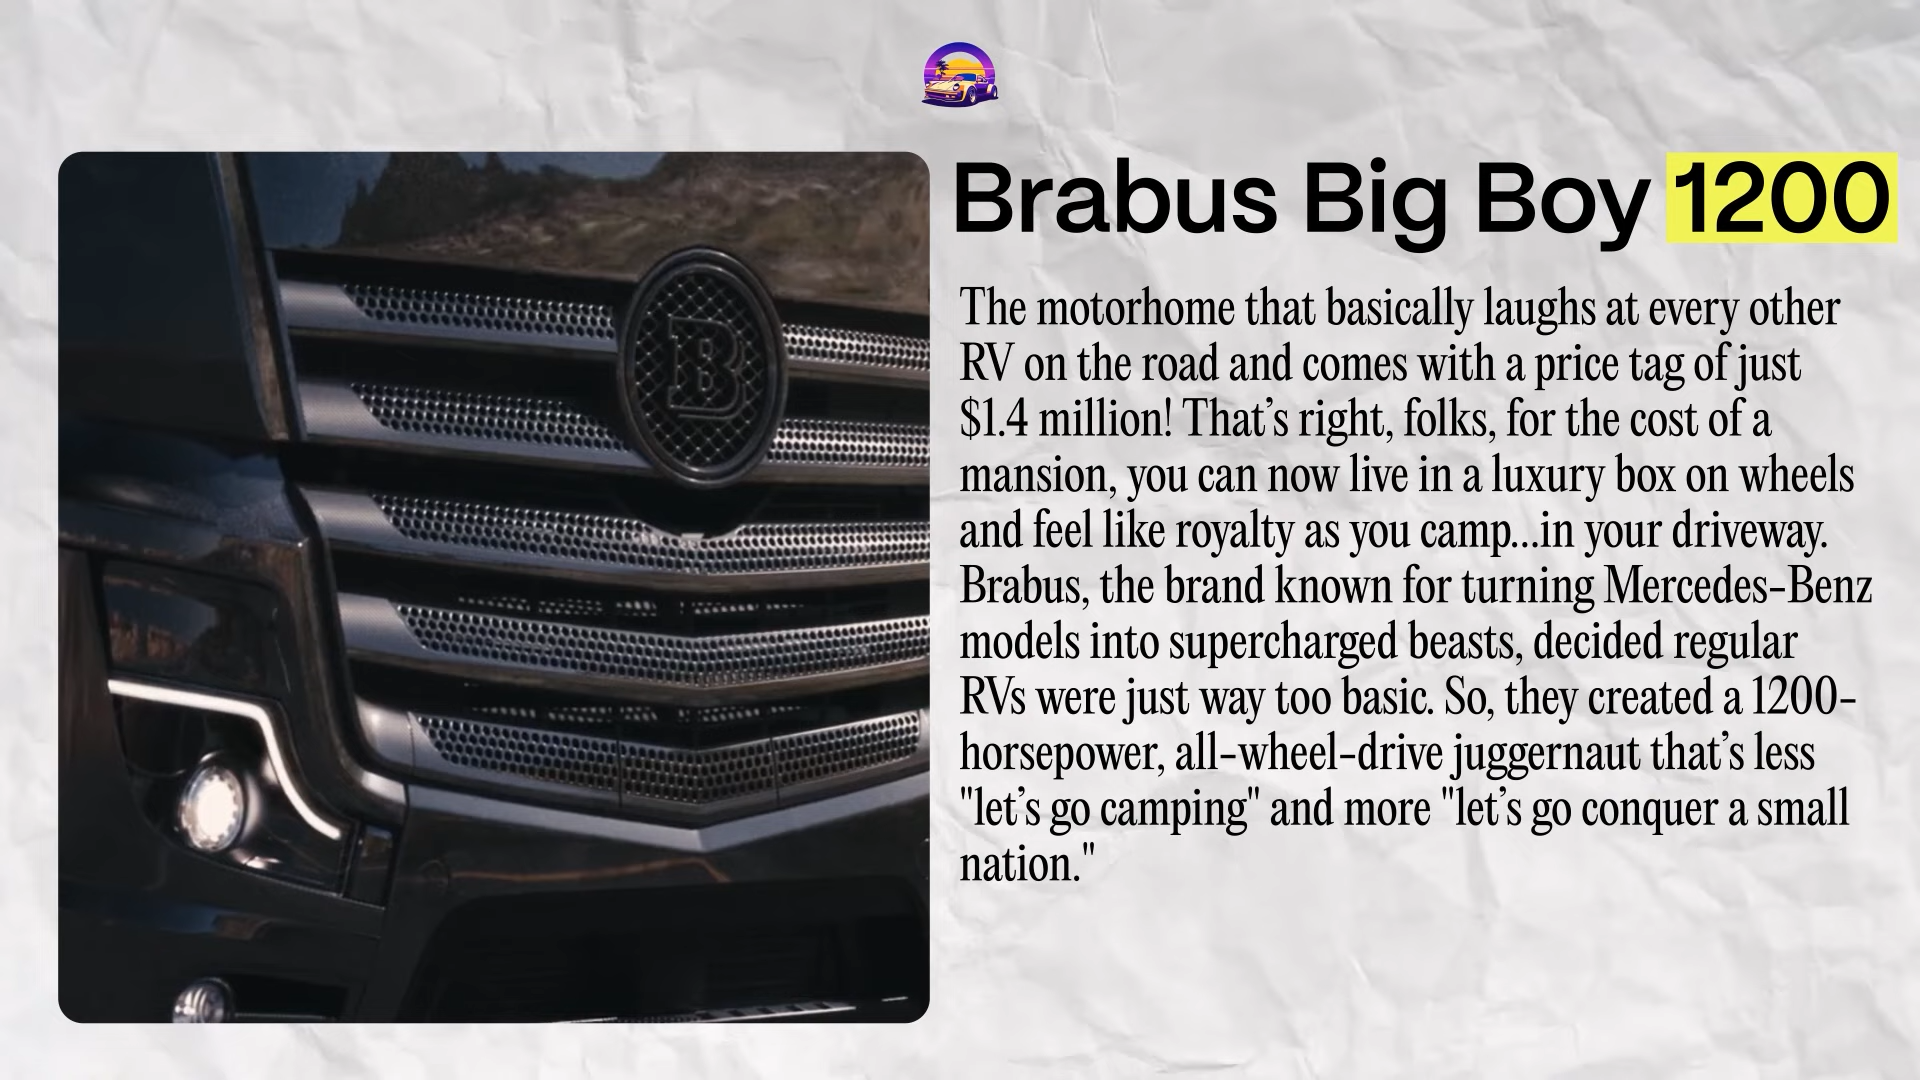 Brabus Big Boy 1200
The motorhome that basically laughs at every other
RV on the road and comes with a price tag of just
$1.4 million! That’s right, folks, for the cost of a
mansion, you can now live in a luxury box on wheels
and feel like royalty as you camp...in your driveway.
Brabus, the brand known for turning Mercedes-Benz
models into supercharged beasts, decided regular
RVs were just way too basic. So, they created a 1200-
horsepower, all-wheel-drive juggernaut that’s less
"let’s go camping" and more "let’s go conquer a small
nation."
B